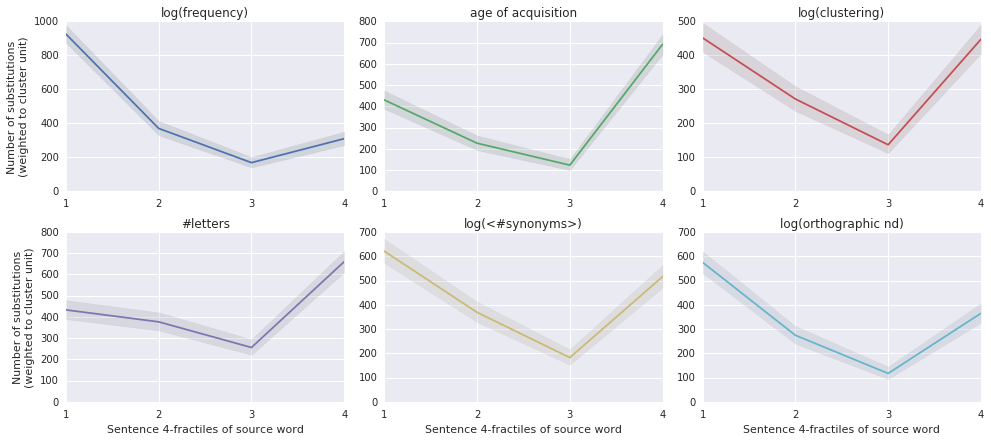 log(frequency)
age of acquisition
log(clustering)
Number of substitutions
(weighted to cluster unit)
1000
800
600
400
200
0
1 2 3 4
800
700
600
500
400
300
200
100
0
1 2 3 4
500
400
300
200
100
0
1 2 3 4
#letters
log(<#synonyms>)
log(orthographic nd)
Number of substitutions
(weighted to cluster unit)
800
700
600
500
400
300
200
100
0
1 2 3 4
Sentence 4-fractiles of source word
700
600
500
400
300
200
100
0
1 2 3 4
Sentence 4-fractiles of source word
700
600
500
400
300
200
100
0
1 2 3 4
Sentence 4-fractiles of source word